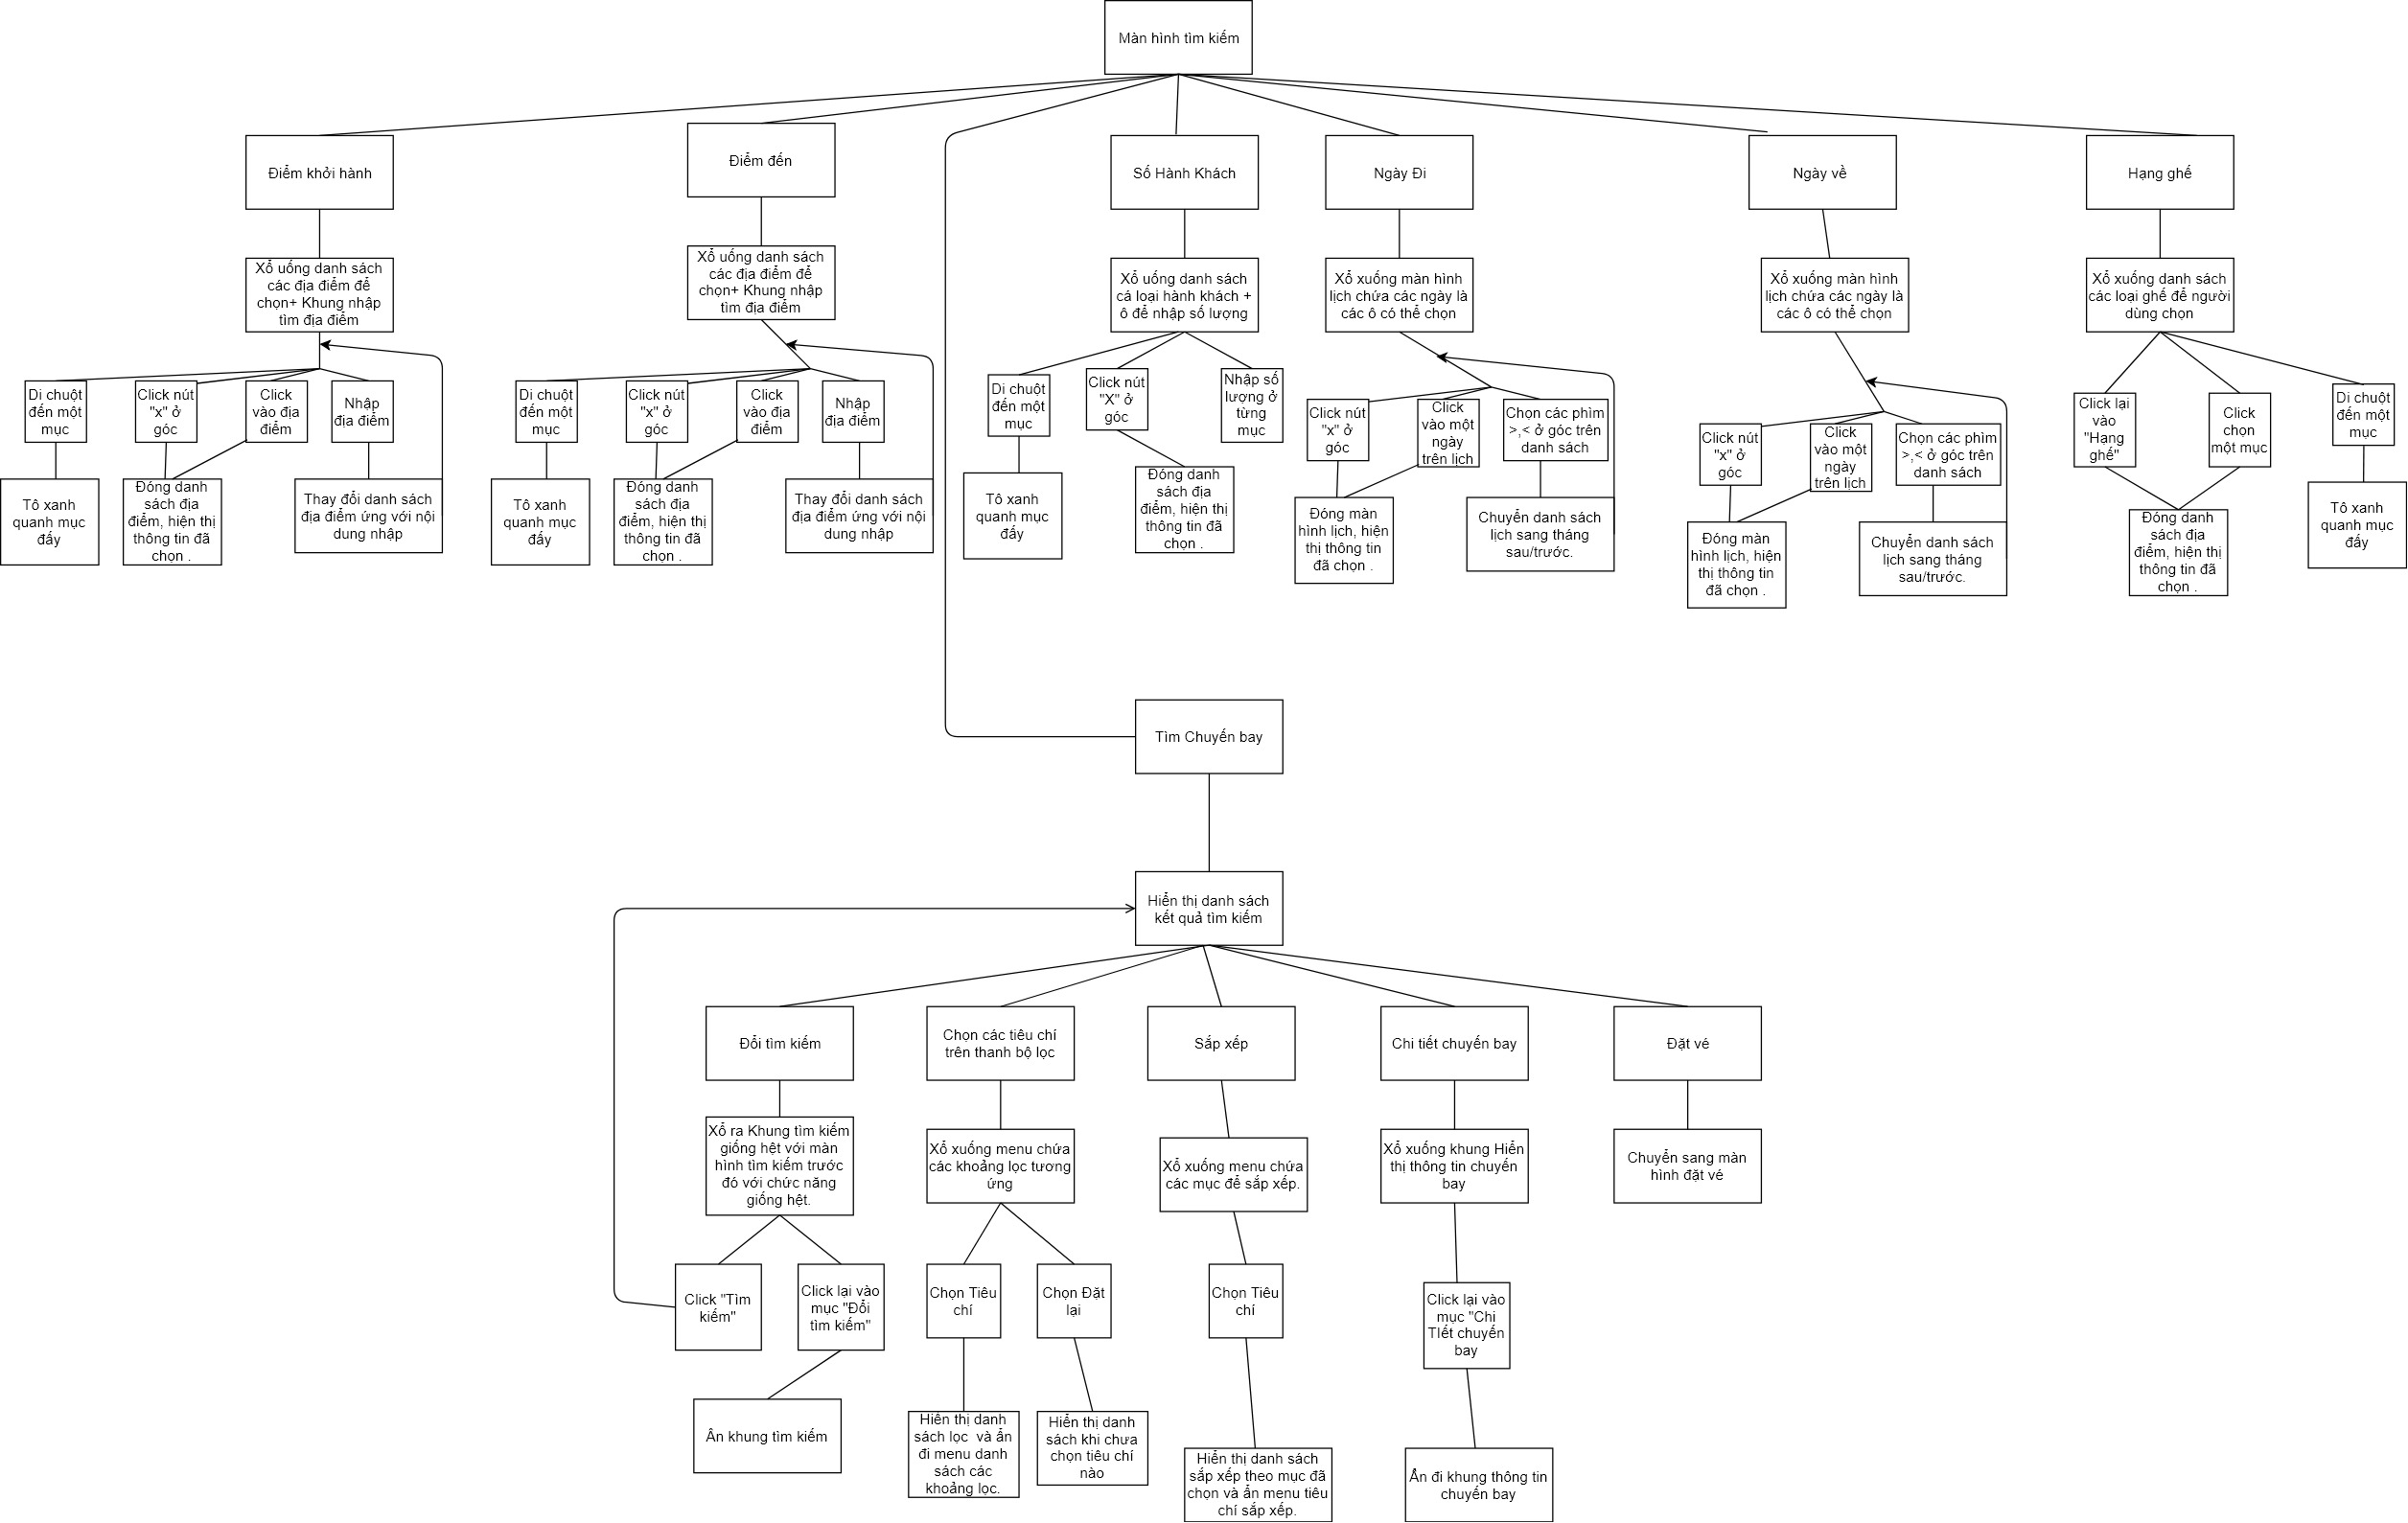 Màn hình tìm kiếm
Điểm khởi hành
Điểm đến
Số Hành Khách
Ngày Đi
Ngày về
Hạng ghế
Xổ uống danh sách
các địa điểm để
chọn+ Khung nhập
tìm địa điểm
Xổ uống danh sách
các địa điểm để
chọn+ Khung nhập
tìm địa điểm
Xổ uống danh sách
cá loại hành khách +
ô để nhập số lượng
Xổ xuống màn hình
lịch chứa các ngày là
các ô có thể chọn
Xổ xuống màn hình
lịch chứa các ngày là
các ô có thể chọn
Xổ xuống danh sách
các loại ghế để người
dùng chọn
Di chuột
đến một
mục
Click nút
"x" ở
góc
Click
vào địa
điểm
Nhập
địa điểm
Di chuột
đến một
mục
Click nút
"x" ở
góc
Click
vào địa
điểm
Nhập
địa điểm
Di chuột
đến một
mục
Click nút
"X" ở
góc
Nhập số
lượng ở
từng
mục
Click nút
"x" ở
góc
Click
vào một
ngày
trên lịch
Chọn các phìm
>,< ở góc trên
danh sách
Click nút
"x" ở
góc
Click
vào một
ngày
trên lịch
Chọn các phìm
>,< ở góc trên
danh sách
Click lại
vào
"Hang
ghế"
Click
chọn
một mục
Di chuột
đến một
mục
Tô xanh
quanh mục
đấy
Đóng danh
sách địa
điểm, hiện thị
thông tin đã
chọn .
Thay đổi danh sách
địa điểm ứng với nội
dung nhập
Tô xanh
quanh mục
đấy
Đóng danh
sách địa
điểm, hiện thị
thông tin đã
chọn .
Thay đổi danh sách
địa điểm ứng với nội
dung nhập
Tô xanh
quanh mục
đấy
Đóng danh
sách địa
điểm, hiện thị
thông tin đã
chọn .
Đóng màn
hình lịch, hiện
thị thông tin
đã chọn .
Chuyển danh sách
lịch sang tháng
sau/trước.
Đóng màn
hình lịch, hiện
thị thông tin
đã chọn .
Chuyển danh sách
lịch sang tháng
sau/trước.
Đóng danh
sách địa
điểm, hiện thị
thông tin đã
chọn .
Tô xanh
quanh mục
đấy
Tìm Chuyến bay
Hiển thị danh sách
kết quả tìm kiếm
Đổi tìm kiếm
Chọn các tiêu chí
trên thanh bộ lọc
Sắp xếp
Chi tiết chuyến bay
Đặt vé
Xổ ra Khung tìm kiếm
giống hệt với màn
hình tìm kiếm trước
đó với chức năng
giống hệt.
Xổ xuống menu chứa
các khoảng lọc tương
ứng
Xổ xuống menu chứa
các mục để sắp xếp.
Xổ xuống khung Hiển
thị thông tin chuyến
bay
Chuyển sang màn
hình đặt vé
Click "Tìm
kiếm"
Click lại vào
mục "Đổi
tìm kiếm"
Chọn Tiêu
chí
Chọn Đặt
lại
Chọn Tiêu
chí
Click lại vào
mục "Chi
TIết chuyến
bay
Ẩn khung tìm kiếm
Hiển thị danh
sách lọc  và ẩn
đi menu danh
sách các
khoảng lọc.
Hiển thị danh
sách khi chưa
chọn tiêu chí
nào
Hiển thị danh sách
sắp xếp theo mục đã
chọn và ẩn menu tiêu
chí sắp xếp.
Ẩn đi khung thông tin
chuyến bay